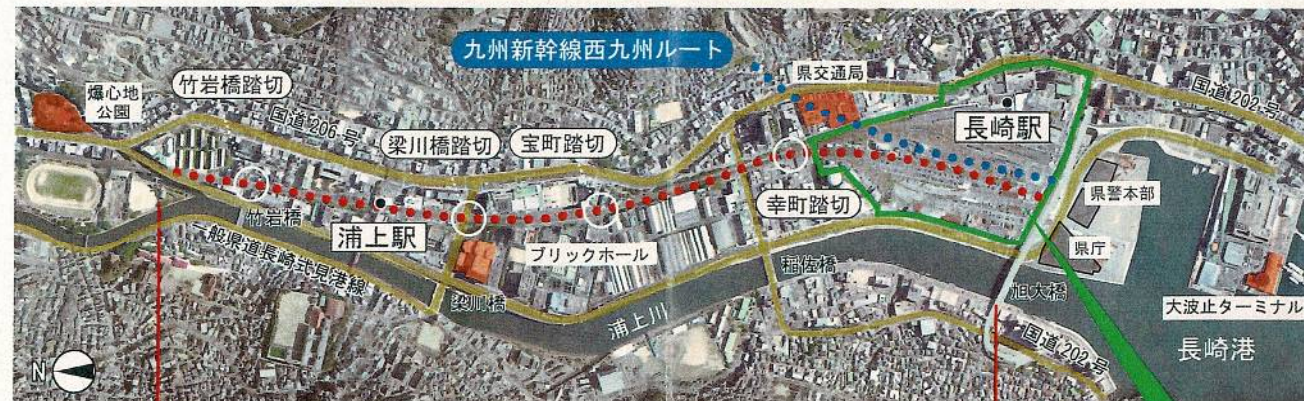 九州新幹線西九州ルート
県交通局
国道202号
爆心地
公園
竹岩橋踏切
国道206号
梁川橋踏切
宝町踏切
長崎駅
幸町踏切
県警本部
県庁
竹岩橋
浦上駅
一般県道長崎式見港線
ブリックホール
梁川橋
稲佐橋
旭大橋
大波止ターミナル
浦上川
国道202号
長崎港
N